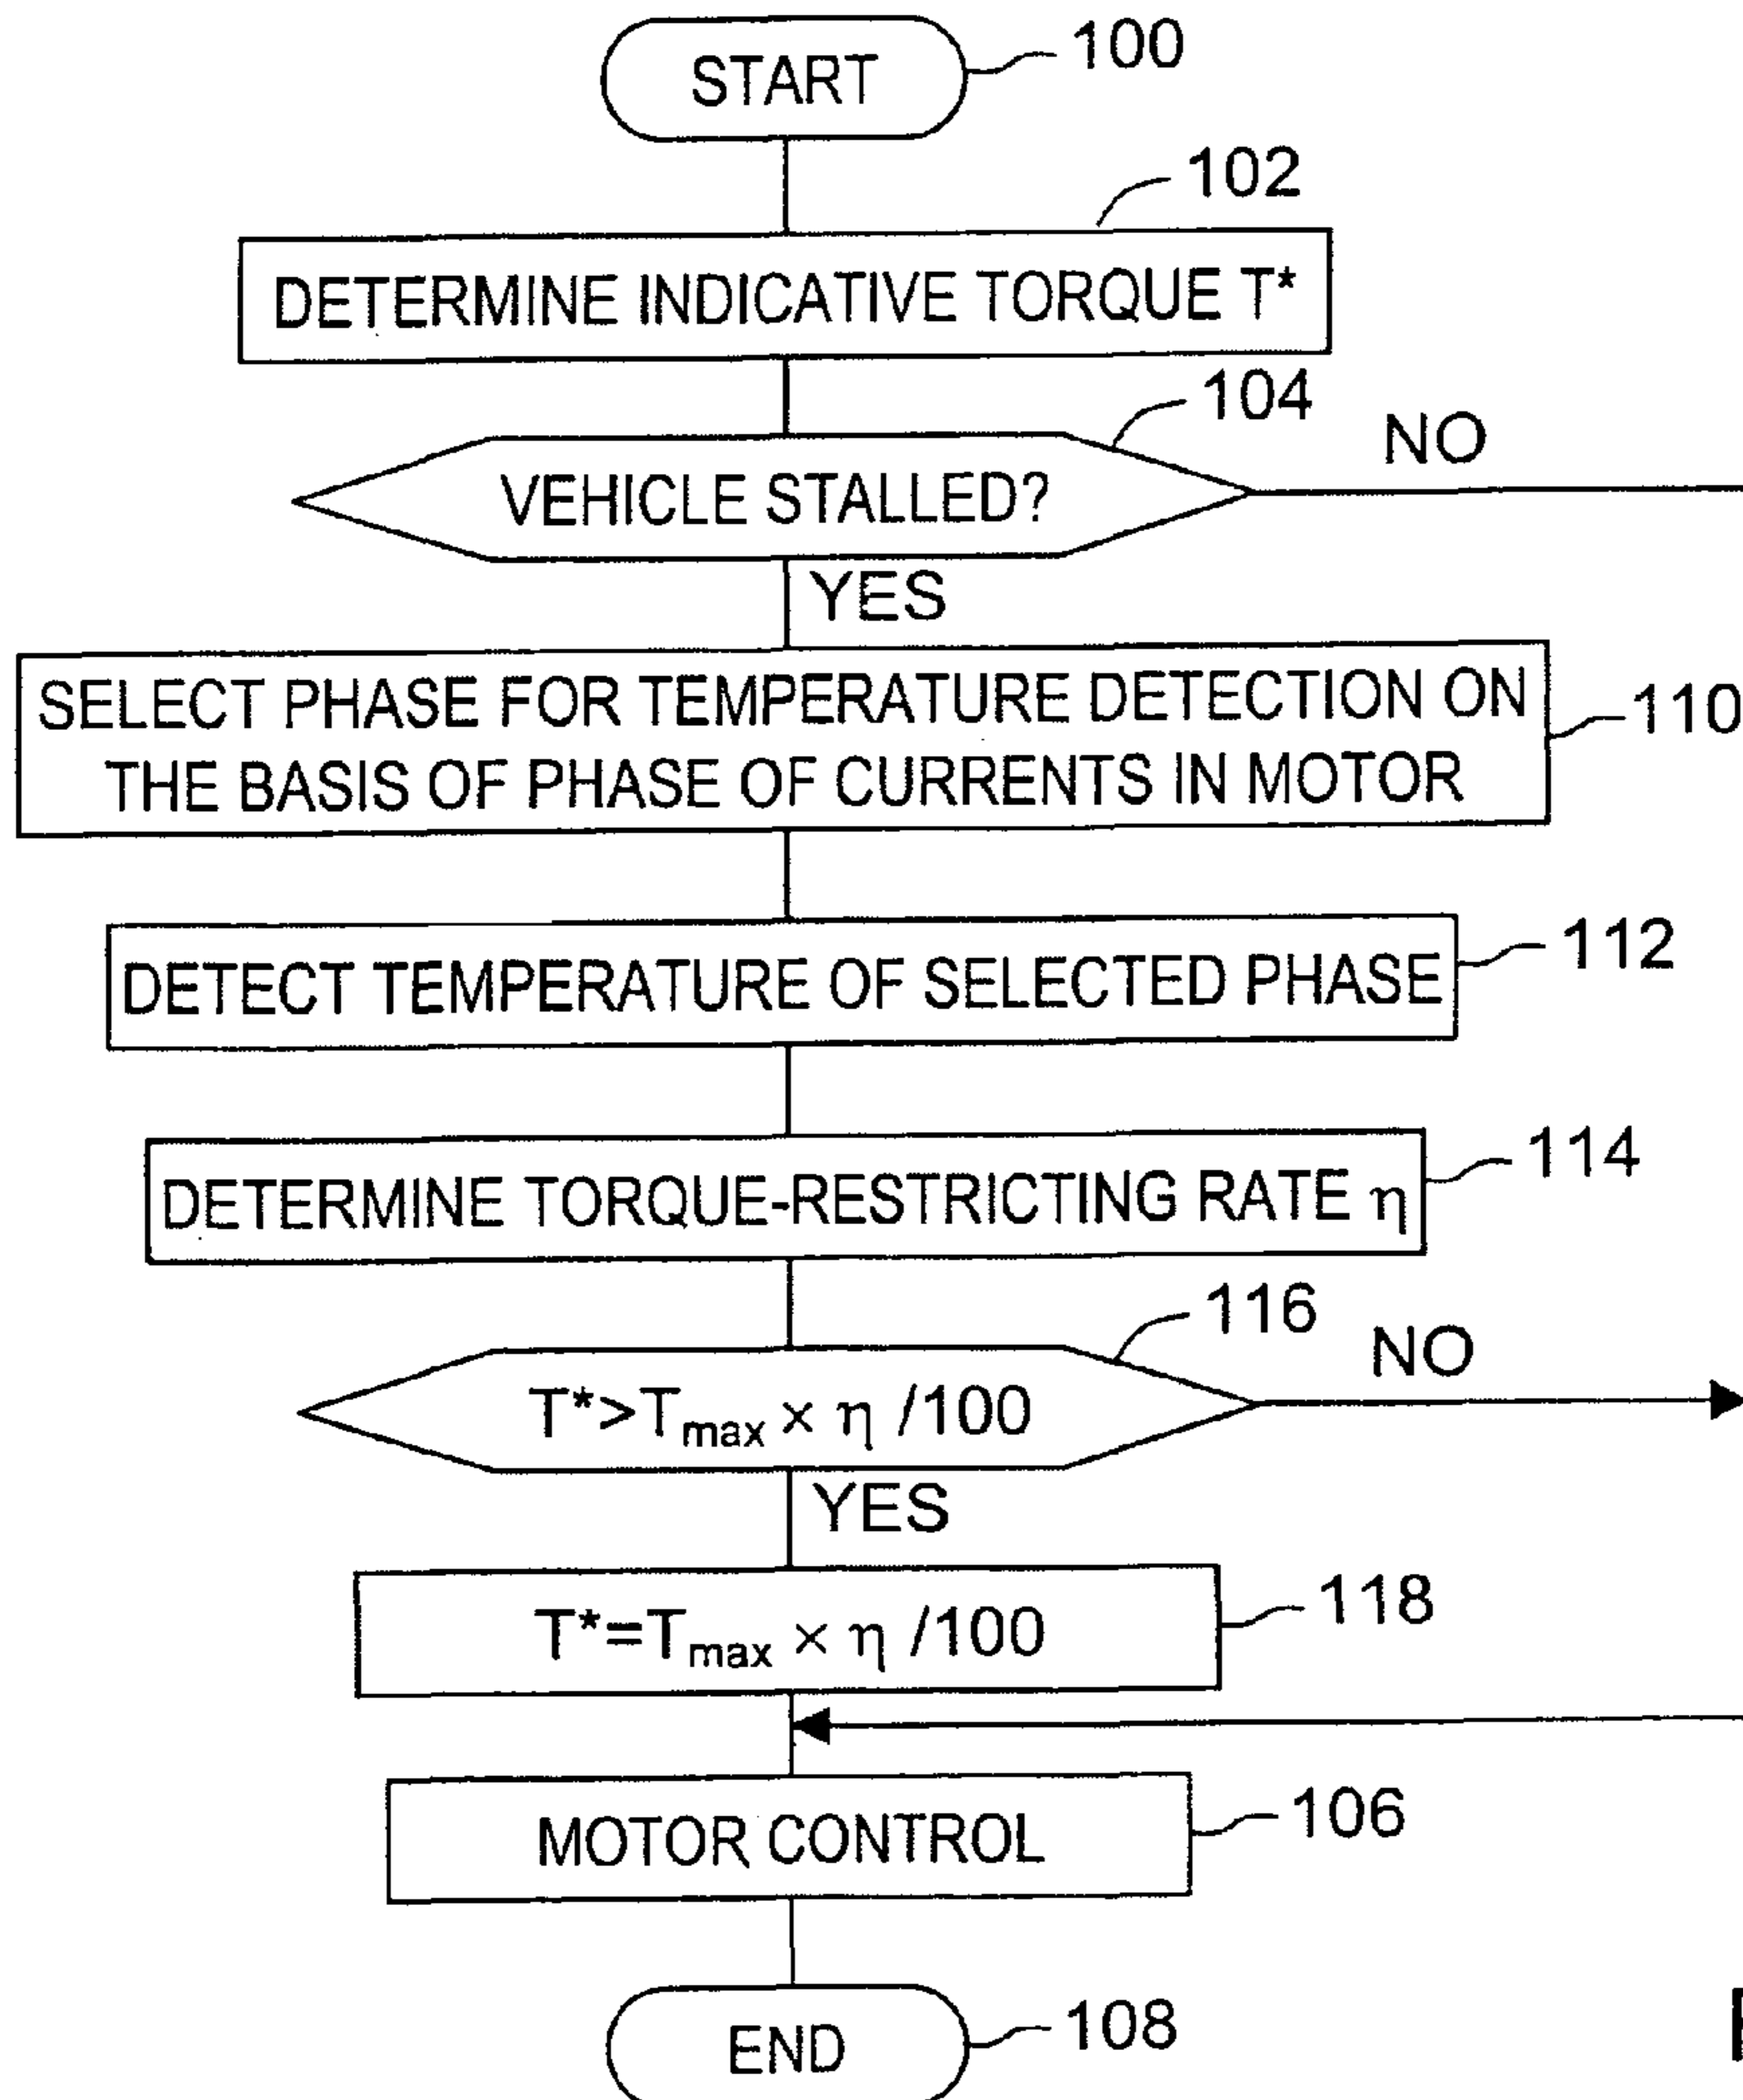 START
100
102
DETERMINE INDICATIVE TORQUE T*
104
VEHICLE STALLED?
NO
YES
SELECT PHASE FOR TEMPERATURE DETECTION ON
THE BASIS OF PHASE OF CURRENTS IN MOTOR
110
DETECT TEMPERATURE OF SELECTED PHASE
112
DETERMINE TORQUE-RESTRICTING RATE η
114
116
T*>Tmax × η /100
NO
YES
T*=Tmax × η /100
118
MOTOR CONTROL
106
END
108